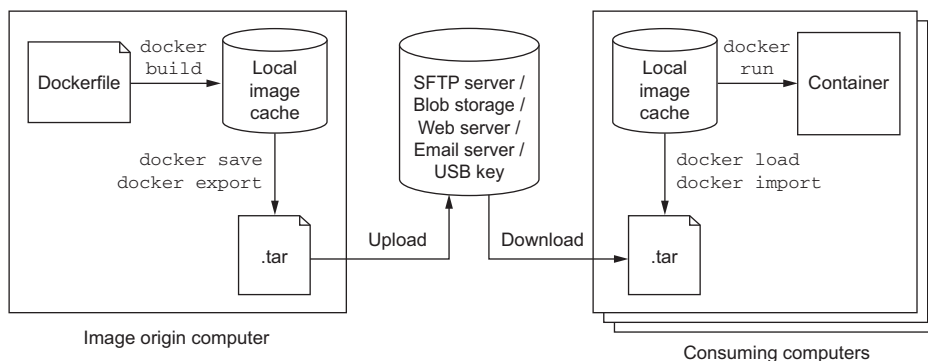 Dockerfile
docker
build
Local
image
cache
docker save
docker export
.tar
Image origin computer
Upload
SFTP server /
Blob storage /
Web server /
Email server /
USB key
Download
Local
image
cache
docker
run
Container
docker load
docker import
.tar
Consuming computers